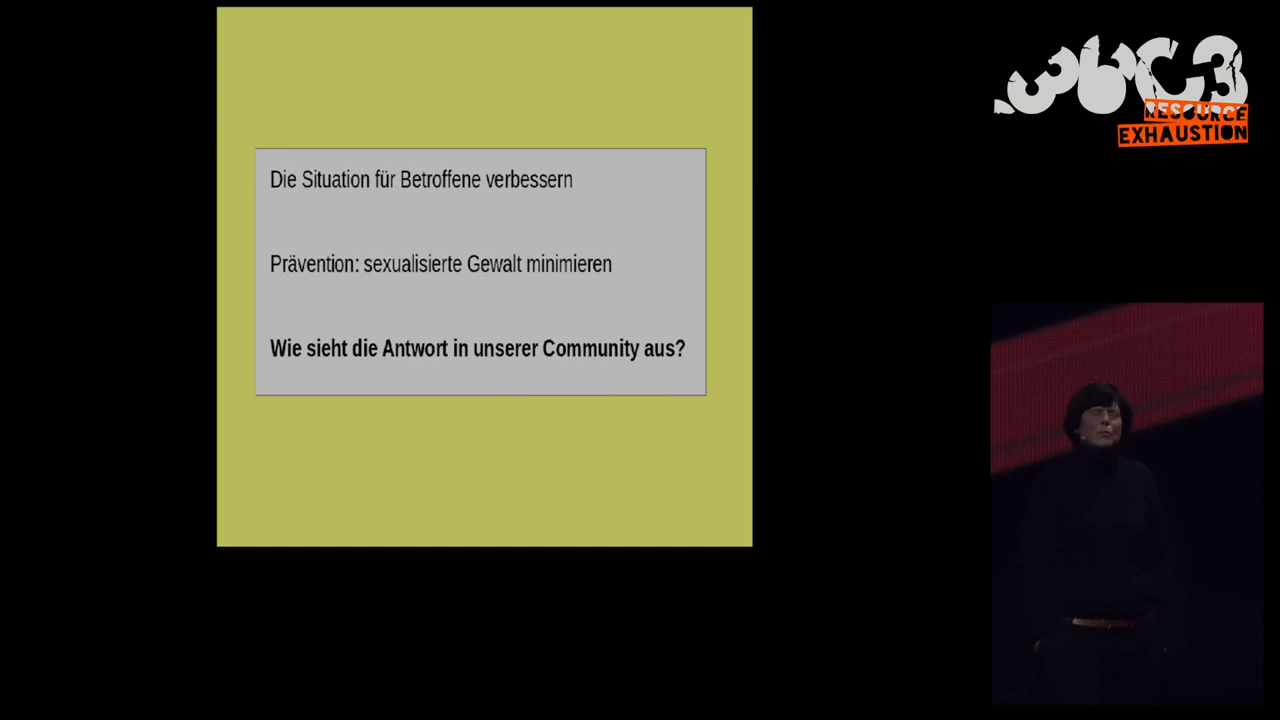 Die Situation für Betroffene verbessern
Prävention: sexualisierte Gewalt minimieren
Wie sieht die Antwort in unserer Community aus?
36C3
RESOURCE
EXHAUSTION